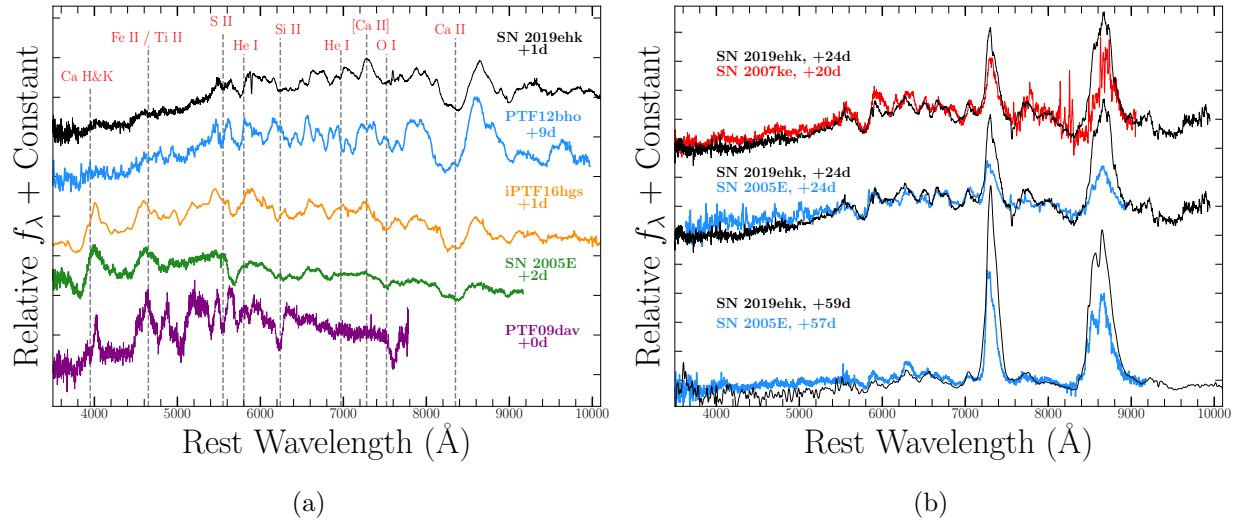 Relative f_λ + Constant
S II
[Ca II]
Fe II / Ti II
Si II
He I
He I
O I
Ca II
Ca H&K
SN 2019ehk
+1d
PTF12bho
+9d
iPTF16hgs
+1d
SN 2005E
+2d
PTF09dav
+0d
4000 5000 6000 7000 8000 9000 10000
Rest Wavelength (Å)
(a)
Relative f_λ + Constant
SN 2019ehk, +24d
SN 2007ke, +20d
SN 2019ehk, +24d
SN 2005E, +24d
SN 2019ehk, +59d
SN 2005E, +57d
4000 5000 6000 7000 8000 9000 10000
Rest Wavelength (Å)
(b)